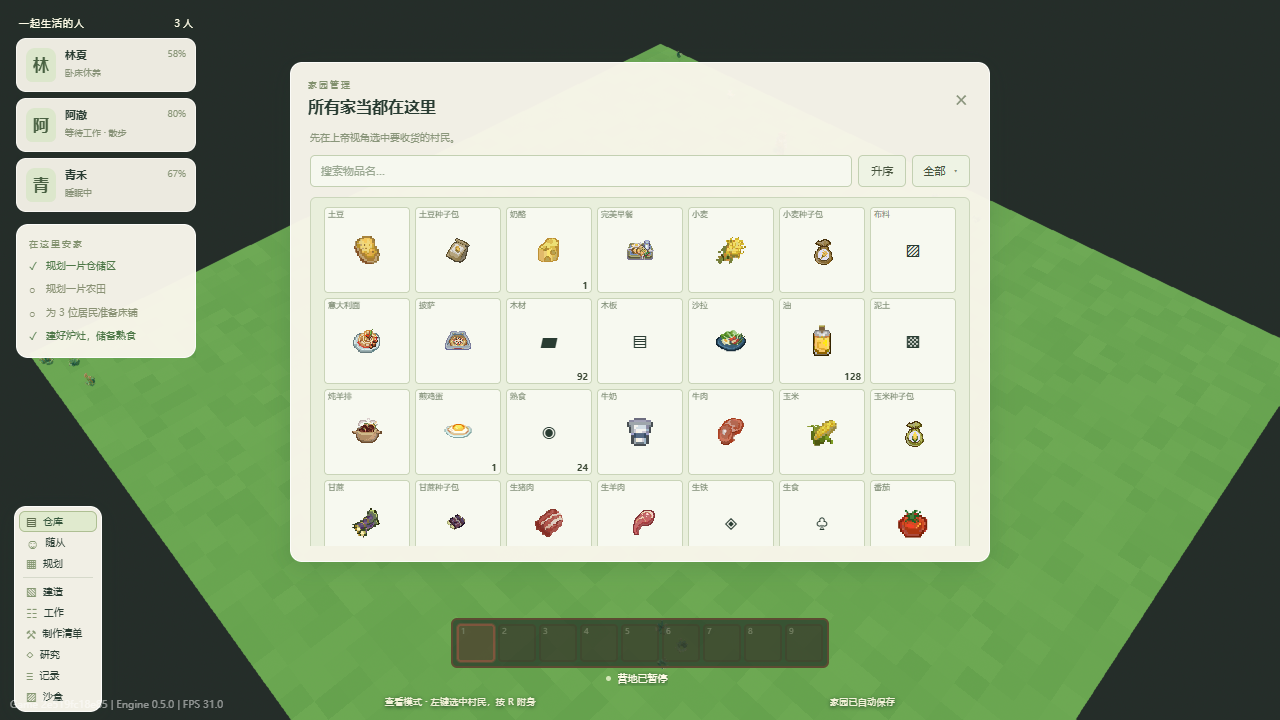 一起生活的人 3 人
林
林夏
58%
卧床休养
阿
阿澈
80%
等待工作 · 散步
青
青禾
67%
睡眠中
在这里安家
✓ 规划一片仓储区
○ 规划一片农田
○ 为 3 位居民准备床铺
✓ 建好炉灶，储备熟食
家园管理
所有家当都在这里
×
先在上帝视角选中要收货的村民。
搜索物品名...
升序
全部
土豆
土豆种子包
奶酪
1
完美早餐
小麦
小麦种子包
布料
意大利面
披萨
木材
92
木板
沙拉
油
128
泥土
炖羊排
煎鸡蛋
1
熟食
24
牛奶
牛肉
玉米
玉米种子包
甘蔗
甘蔗种子包
生猪肉
生羊肉
生铁
生食
番茄
仓库
随从
规划
建造
工作
制作清单
研究
记录
沙盒
1 2 3 4 5 6 7 8 9
营地已暂停
查看模式 · 左键选中村民，按 R 附身
家园已自动保存
| Engine 0.5.0 | FPS 31.0